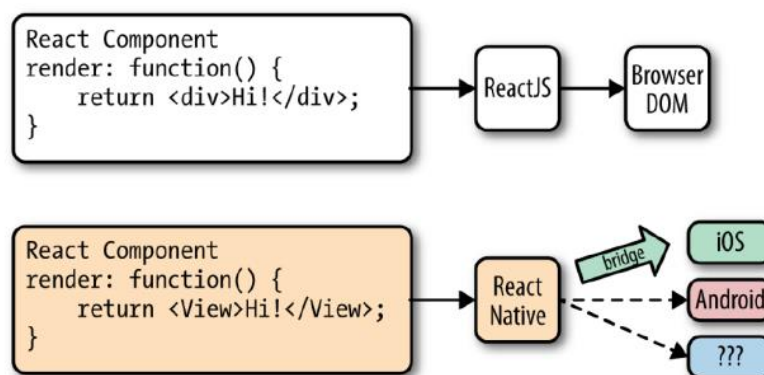 React Component
render: function() {
    return <div>Hi!</div>;
}
ReactJS
Browser
DOM
React Component
render: function() {
    return <View>Hi!</View>;
}
React
Native
bridge
iOS
Android
???